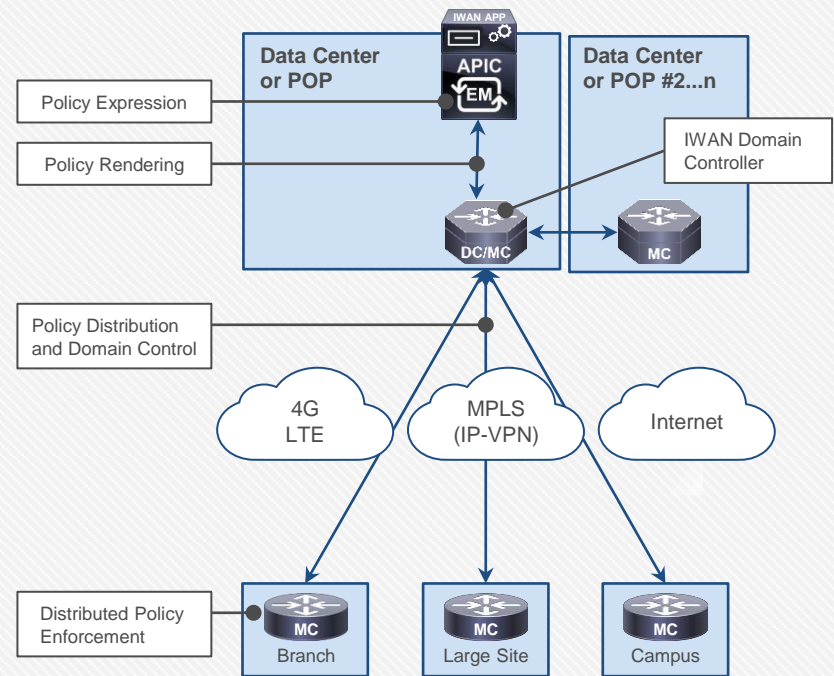 IWAN APP
Data Center
or POP
APIC
EM
Data Center
or POP #2...n
Policy Expression
Policy Rendering
IWAN Domain
Controller
DC/MC
MC
Policy Distribution
and Domain Control
4G
LTE
MPLS
(IP-VPN)
Internet
Distributed Policy
Enforcement
MC
Branch
MC
Large Site
MC
Campus